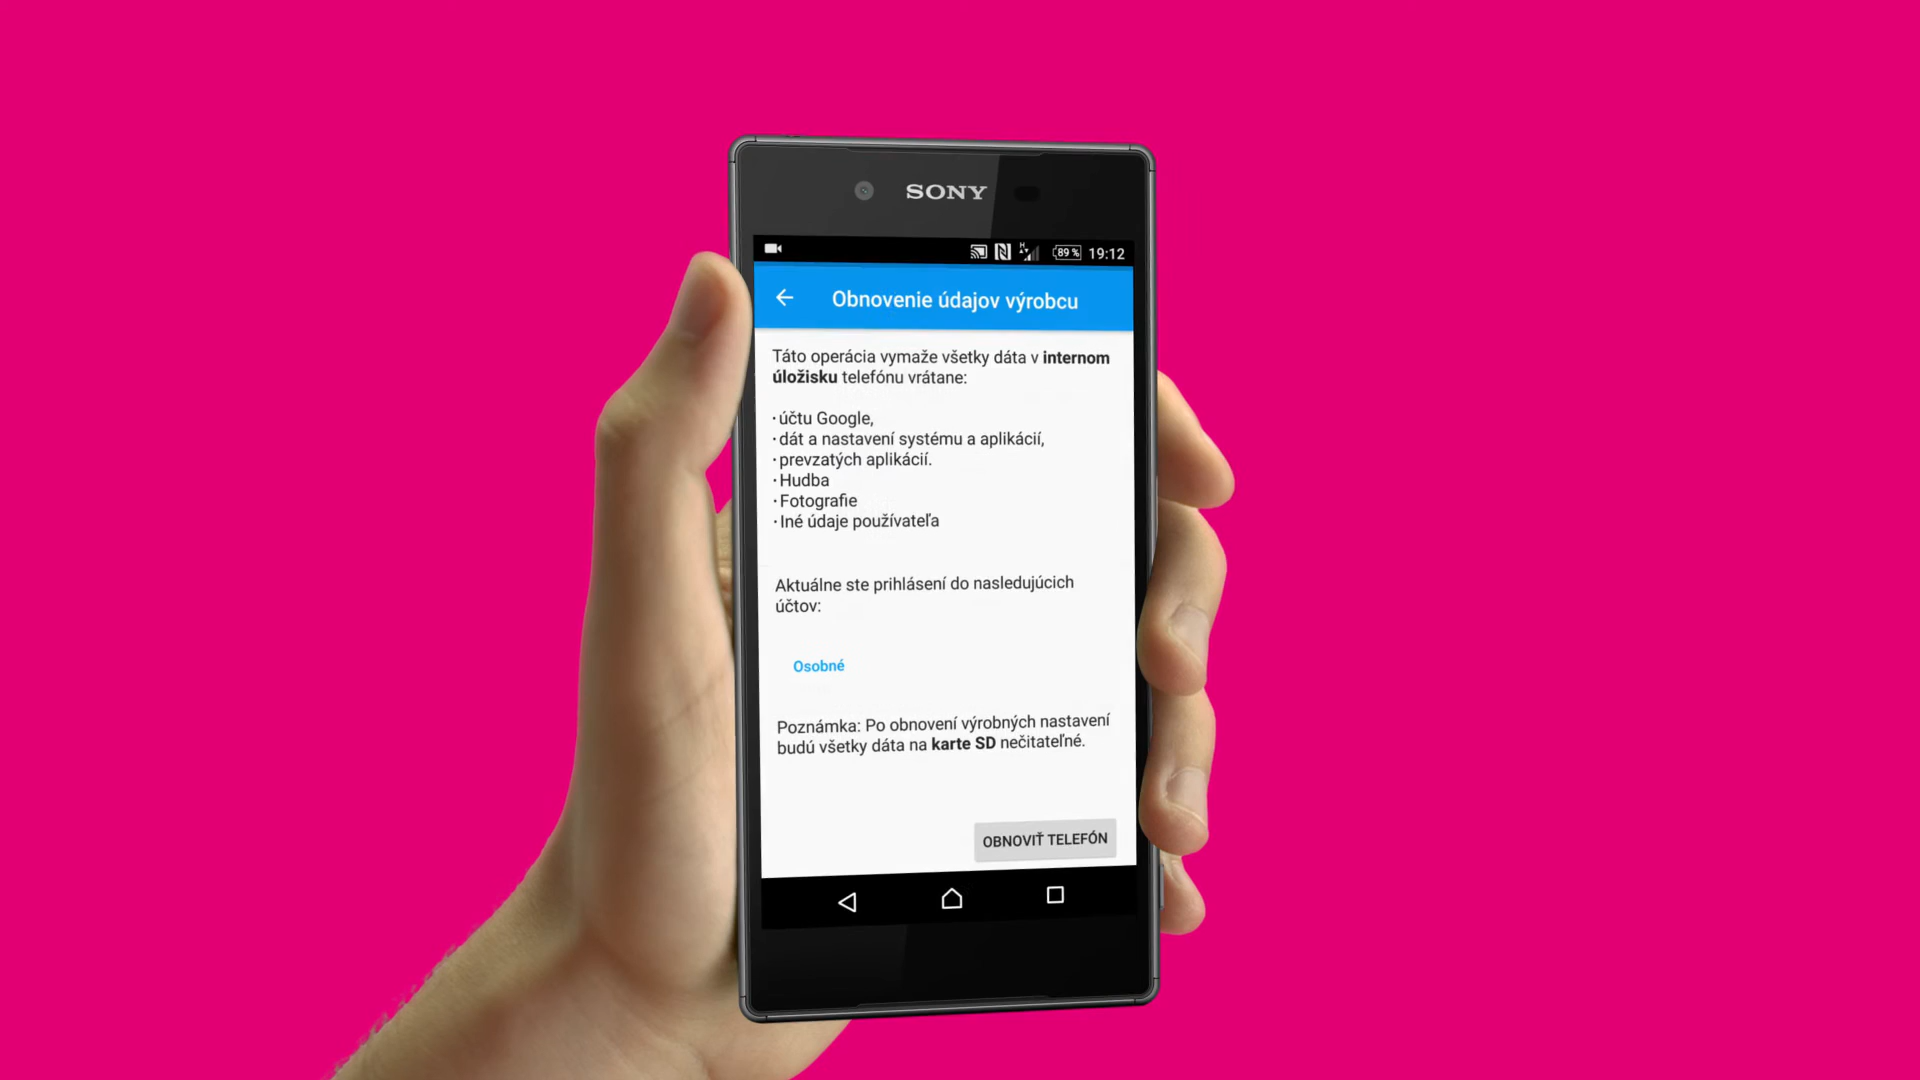 SONY
89 % 19:12
Obnovenie údajov výrobcu
Táto operácia vymaže všetky dáta v internom
úložisku telefónu vrátane:
· účtu Google,
· dát a nastavení systému a aplikácií,
· prevzatých aplikácií.
· Hudba
· Fotografie
· Iné údaje používateľa
Aktuálne ste prihlásení do nasledujúcich
účtov:
Osobné
Poznámka: Po obnovení výrobných nastavení
budú všetky dáta na karte SD nečitateľné.
OBNOVIŤ TELEFÓN